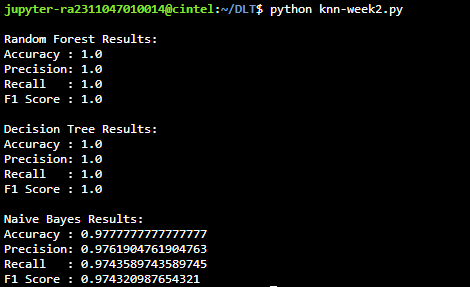 jupyter-ra2311047010014@cintel:~/DLT$ python knn-week2.py
Random Forest Results:
Accuracy : 1.0
Precision: 1.0
Recall   : 1.0
F1 Score : 1.0
Decision Tree Results:
Accuracy : 1.0
Precision: 1.0
Recall   : 1.0
F1 Score : 1.0
Naive Bayes Results:
Accuracy : 0.9777777777777777
Precision: 0.9761904761904763
Recall   : 0.9743589743589745
F1 Score : 0.974320987654321